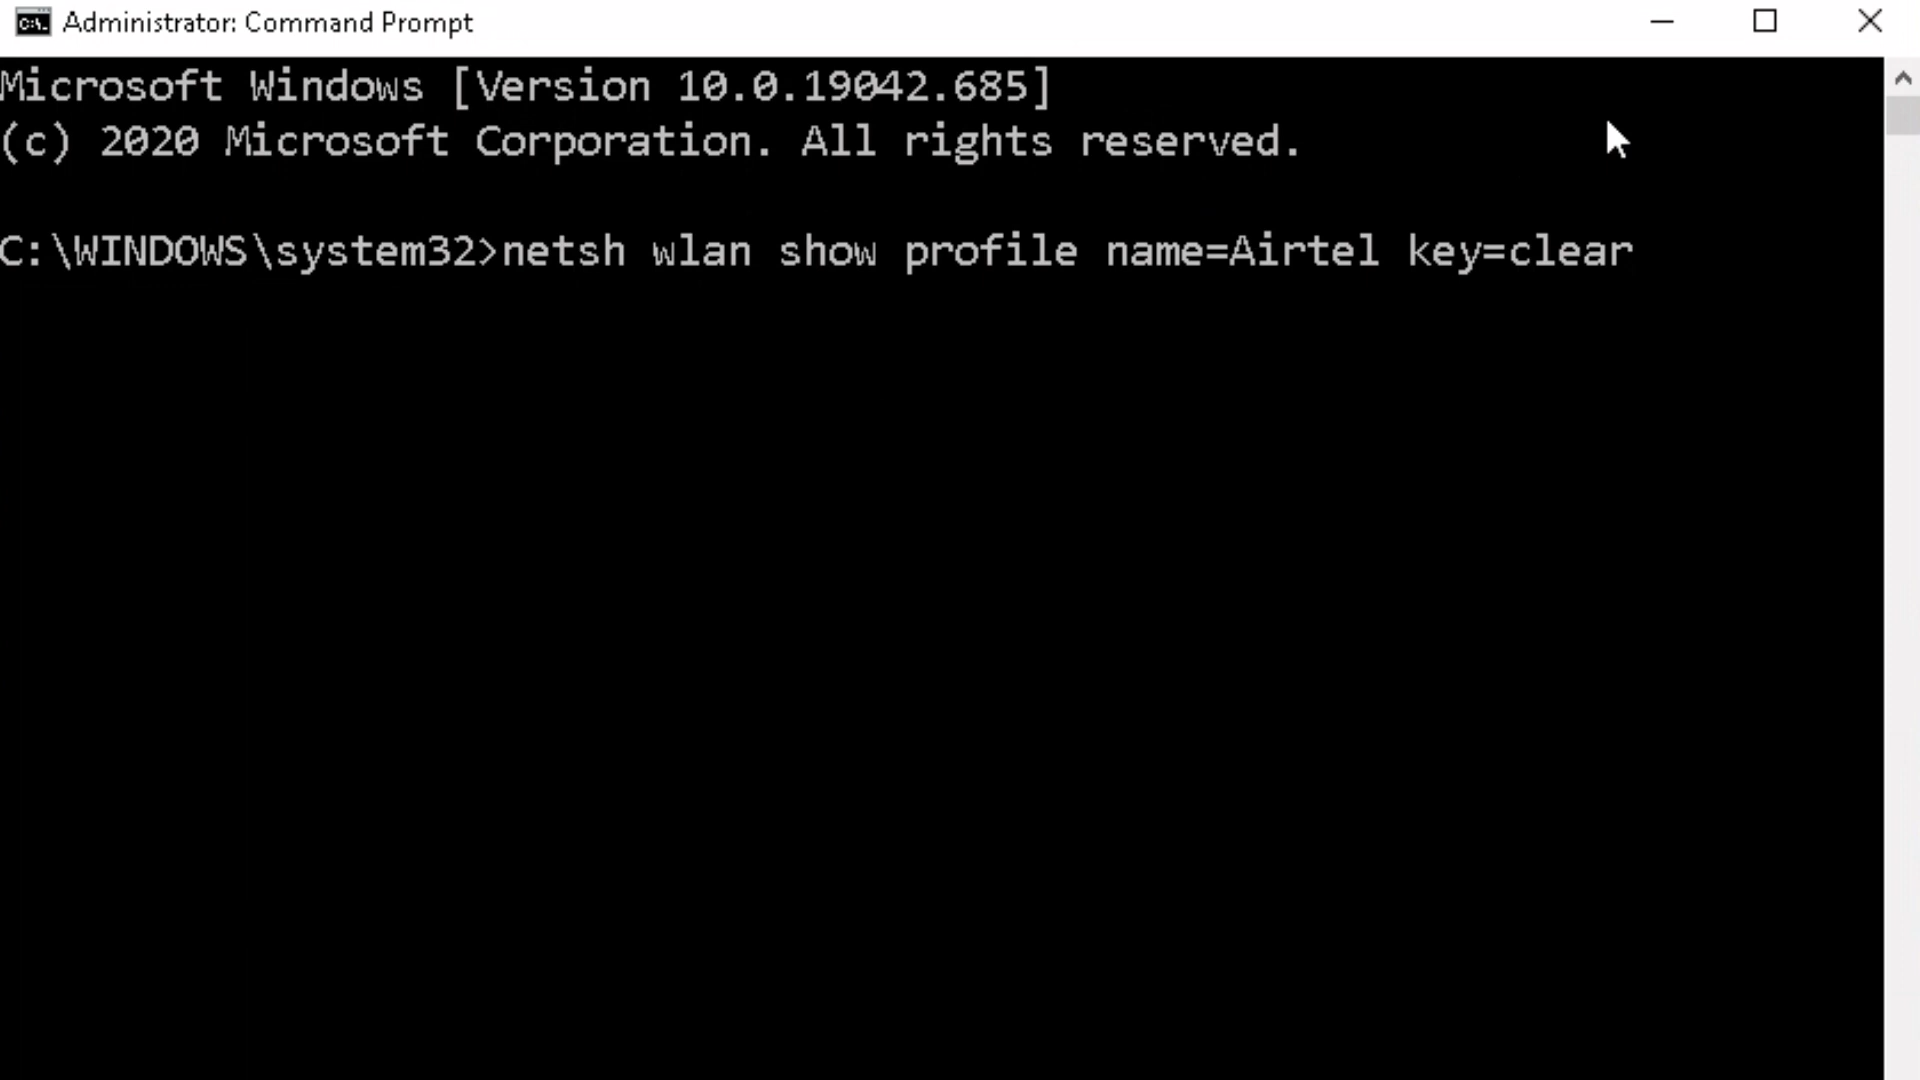 Administrator: Command Prompt
Microsoft Windows [Version 10.0.19042.685]
(c) 2020 Microsoft Corporation. All rights reserved.
C:\WINDOWS\system32>netsh wlan show profile name=Airtel key=clear